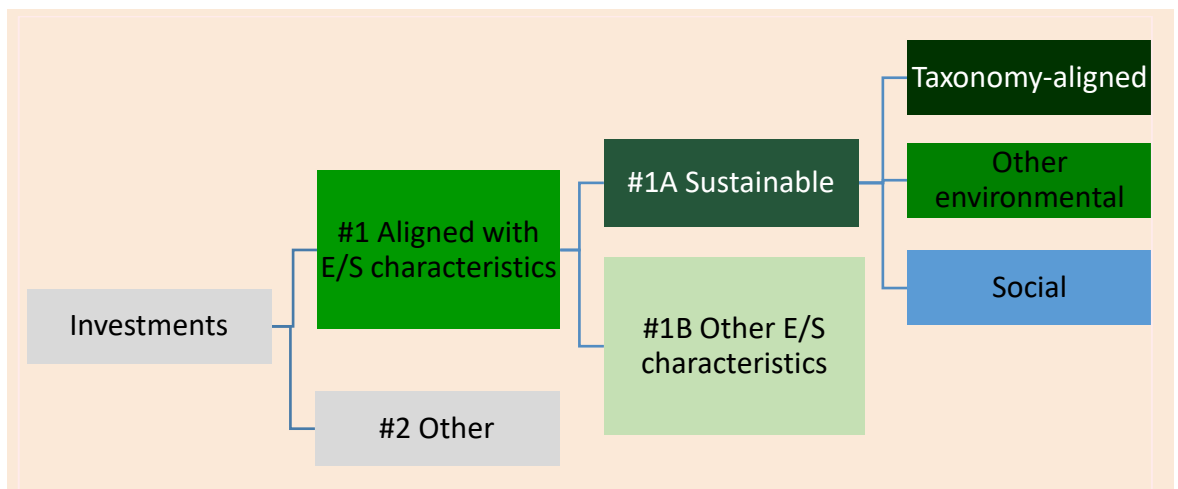 Investments
#1 Aligned with
E/S characteristics
#2 Other
#1A Sustainable
#1B Other E/S
characteristics
Taxonomy-aligned
Other
environmental
Social